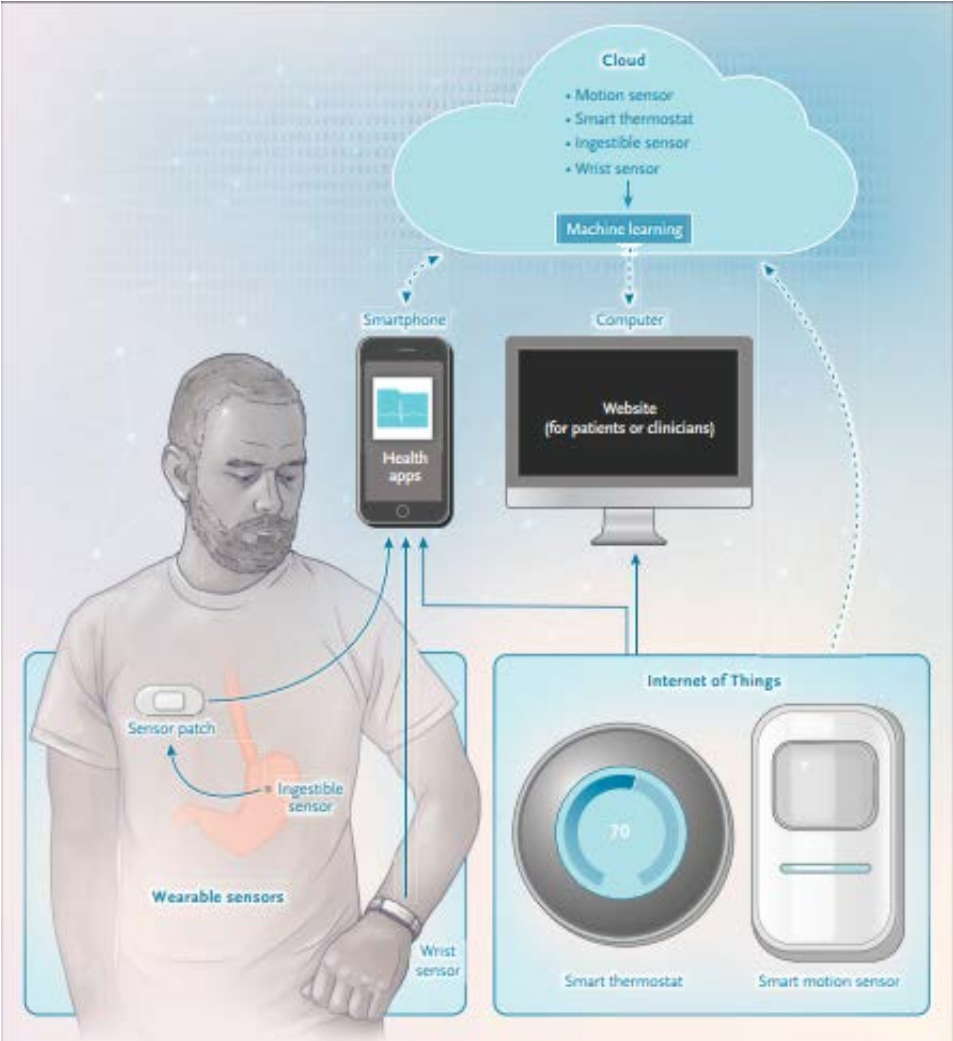 Cloud
• Motion sensor
• Smart thermostat
• Ingestible sensor
• Wrist sensor
Machine learning
Smartphone
Computer
Health
apps
Website
(for patients or clinicians)
Sensor patch
Ingestible
sensor
Wearable sensors
Wrist
sensor
Internet of Things
70
Smart thermostat
Smart motion sensor